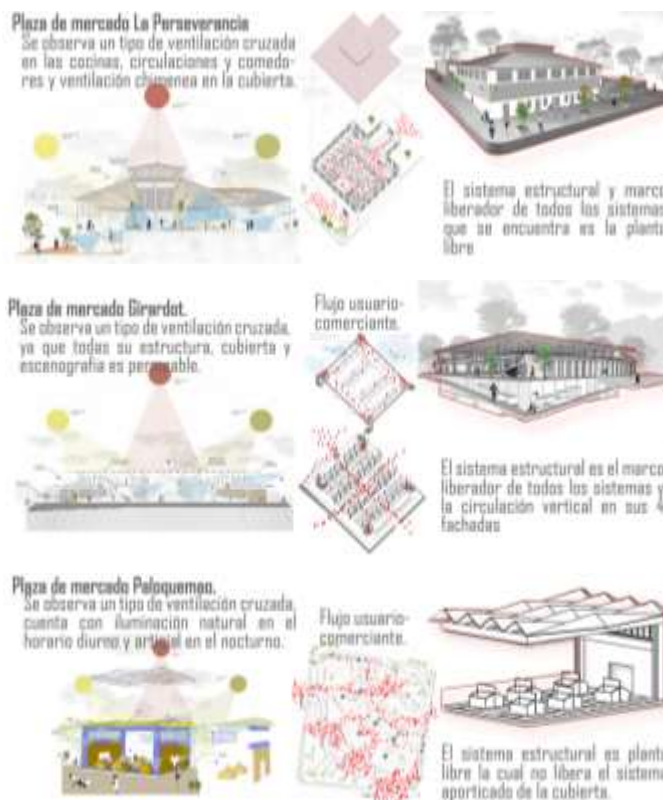 Plaza de mercado La Perseverancia
Se observa un tipo de ventilación cruzada
en las cocinas, circulaciones y comedo-
res y ventilación chimenea en la cubierta.
El sistema estructural y marco
liberador de todos los sistemas
que se encuentra es la planta
libre
Plaza de mercado Girardot.
Se observa un tipo de ventilación cruzada,
ya que todas su estructura, cubierta y
escenografía es permeable.
Flujo usuario-
comerciante.
El sistema estructural es el marco
liberador de todos los sistemas y
la circulación vertical en sus 4
fachadas
Plaza de mercado Paloquemao.
Se observa un tipo de ventilación cruzada,
cuenta con iluminación natural en el
horario diurno y en el nocturno.
Flujo usuario-
comerciante.
El sistema estructural es planta
libre la cual no libera el sistema
aporticado de la cubierta.